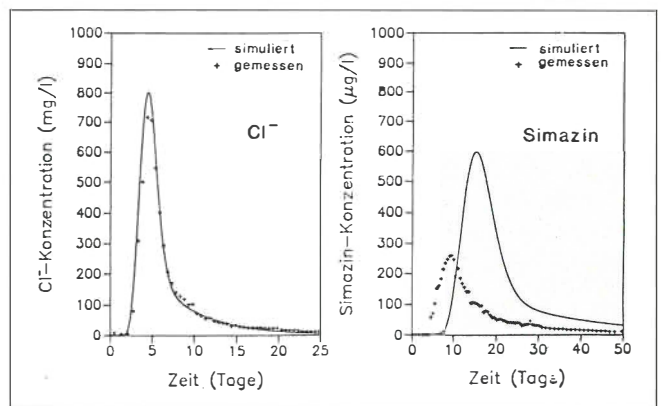 Cl⁻-Konzentration (mg/l)
1000
900
800
700
600
500
400
300
200
100
0
— simuliert
+ gemessen
Cl⁻
0 5 10 15 20 25
Zeit (Tage)
Simazin-Konzentration (µg/l)
1000
900
800
700
600
500
400
300
200
100
0
— simuliert
+ gemessen
Simazin
0 10 20 30 40 50
Zeit (Tage)